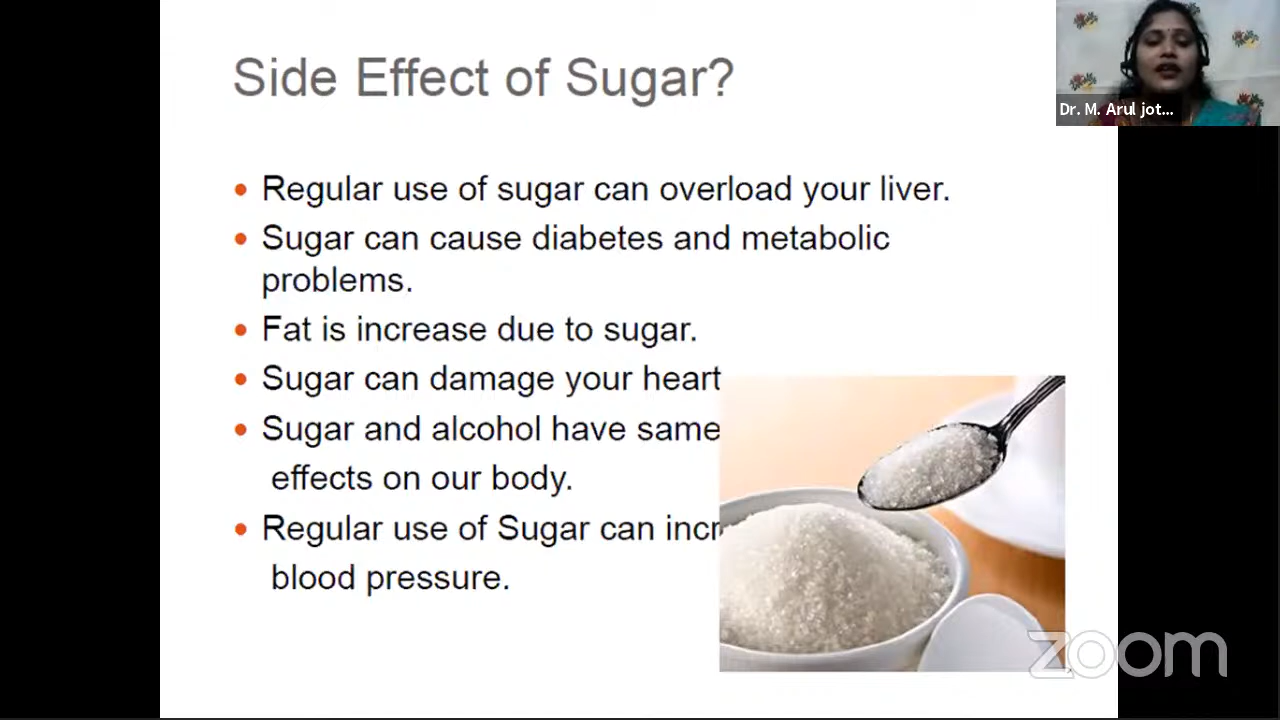 Side Effect of Sugar?
Dr. M. Arul jot...
Regular use of sugar can overload your liver.
Sugar can cause diabetes and metabolic
problems.
Fat is increase due to sugar.
Sugar can damage your heart
Sugar and alcohol have same
effects on our body.
Regular use of Sugar can incr
blood pressure.
zoom